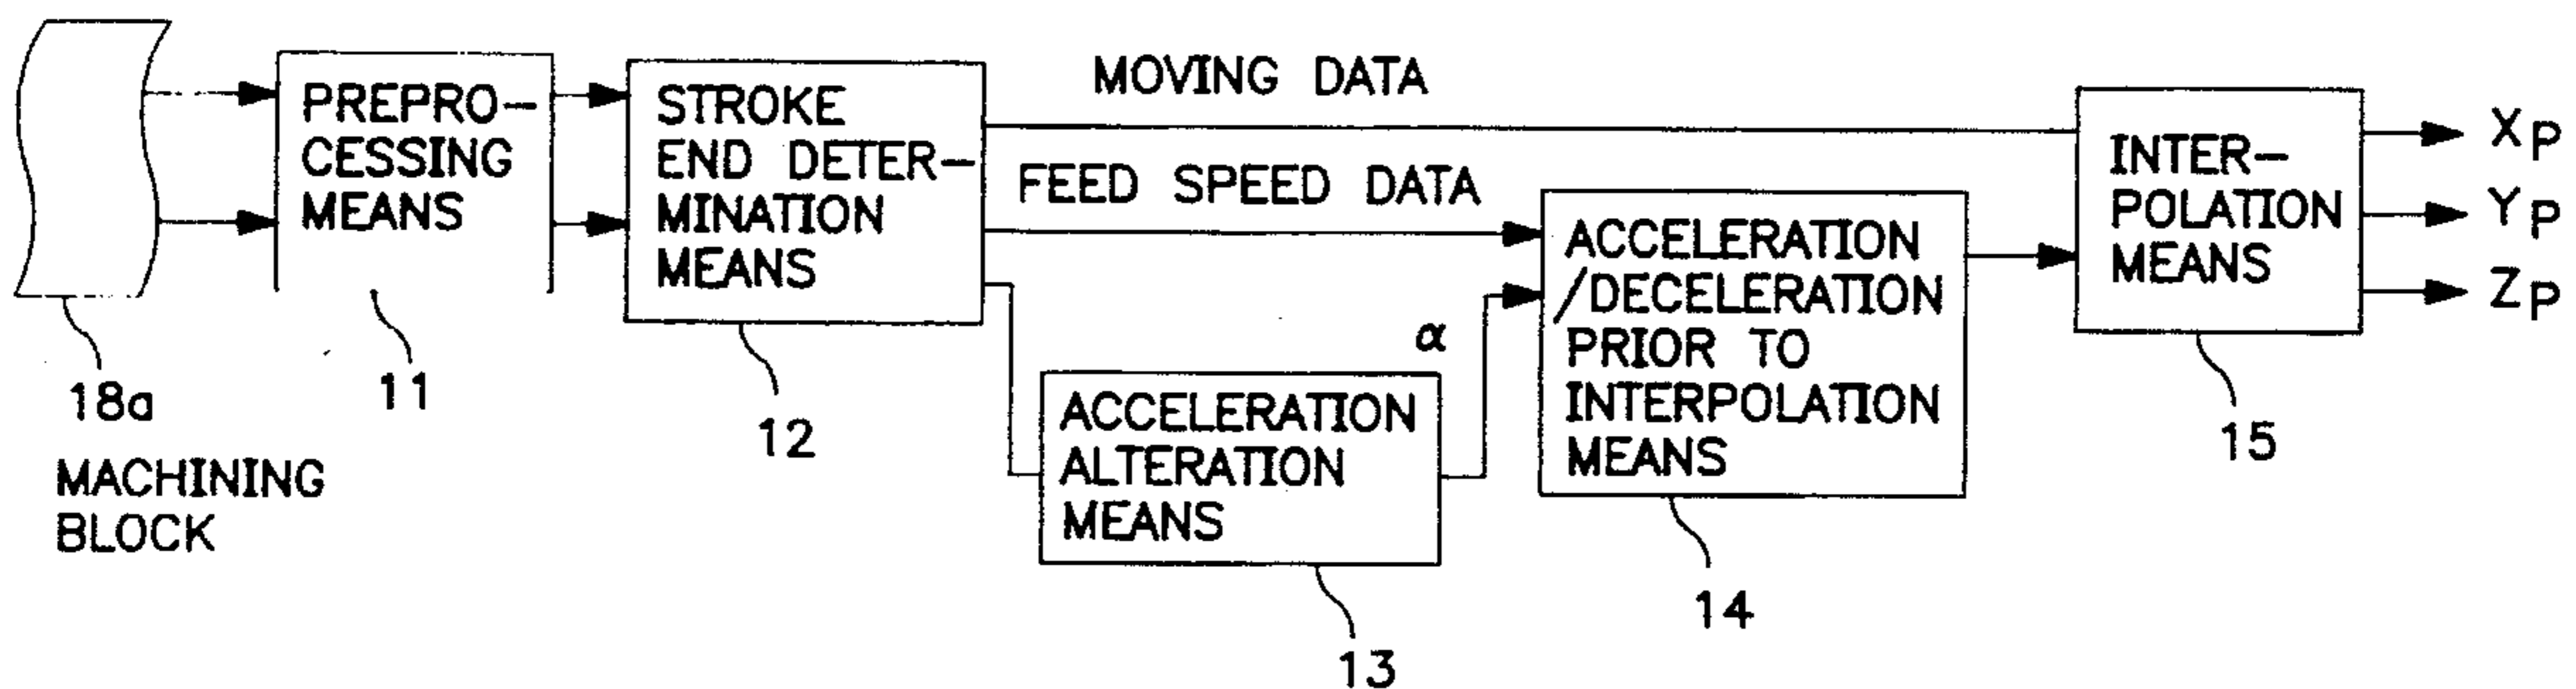 PREPRO-
CESSING
MEANS
STROKE
END DETER-
MINATION
MEANS
MOVING DATA
FEED SPEED DATA
α
ACCELERATION
ALTERATION
MEANS
ACCELERATION
/DECELERATION
PRIOR TO
INTERPOLATION
MEANS
INTER-
POLATION
MEANS
XP
YP
ZP
18a
MACHINING
BLOCK
11
12
13
14
15